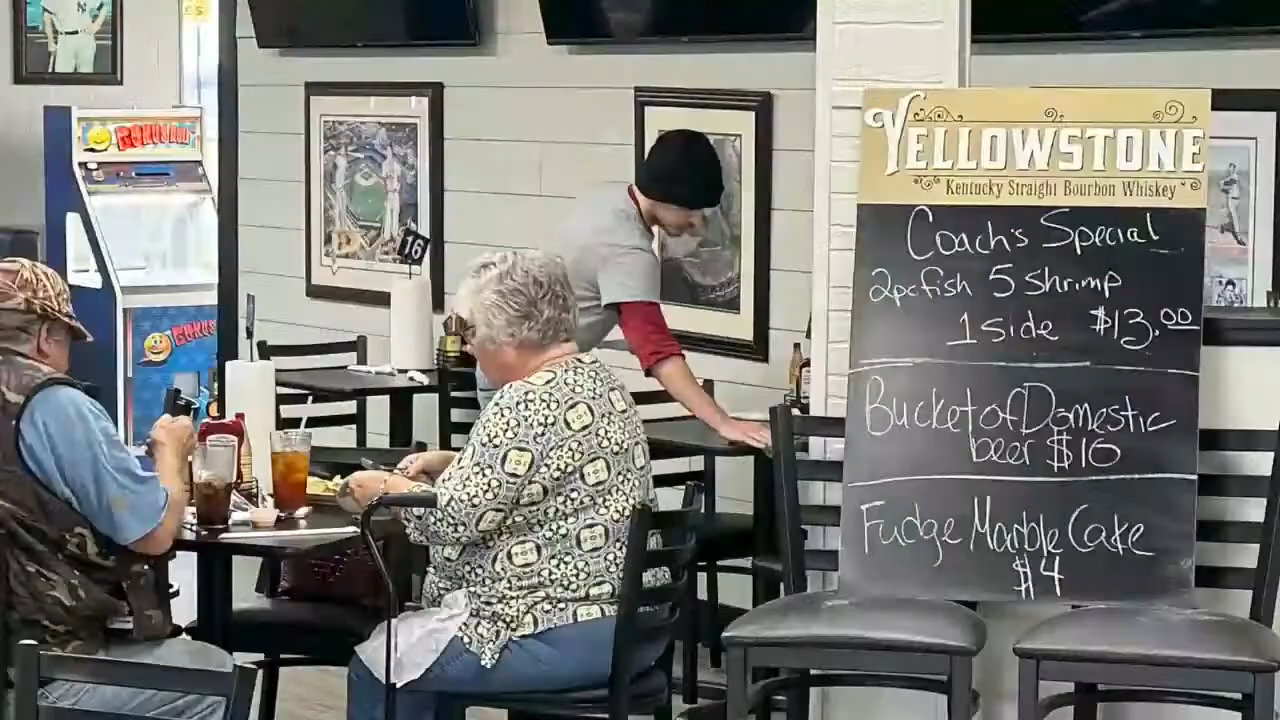 YELLOWSTONE
Kentucky Straight Bourbon Whiskey
Coach's Special
2pc fish 5 Shrimp
1 side $13.00
Bucket of Domestic
beer $16
Fudge Marble Cake
$4
16